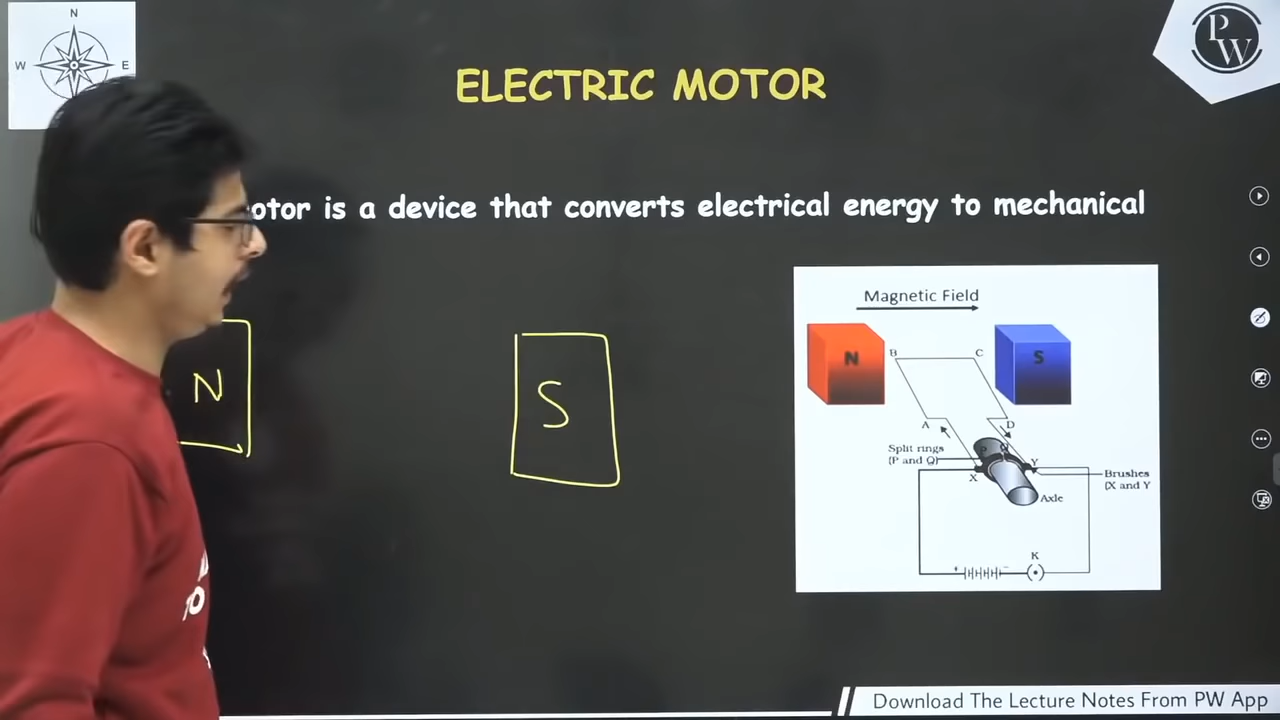 N
W E
P
W
ELECTRIC MOTOR
is a device that converts electrical energy to mechanical
N
S
Magnetic Field
N
S
B
C
A
D
Split rings
(P and Q)
X
Y
Brushes
(X and Y
Axle
K
+
−
Download The Lecture Notes From PW App